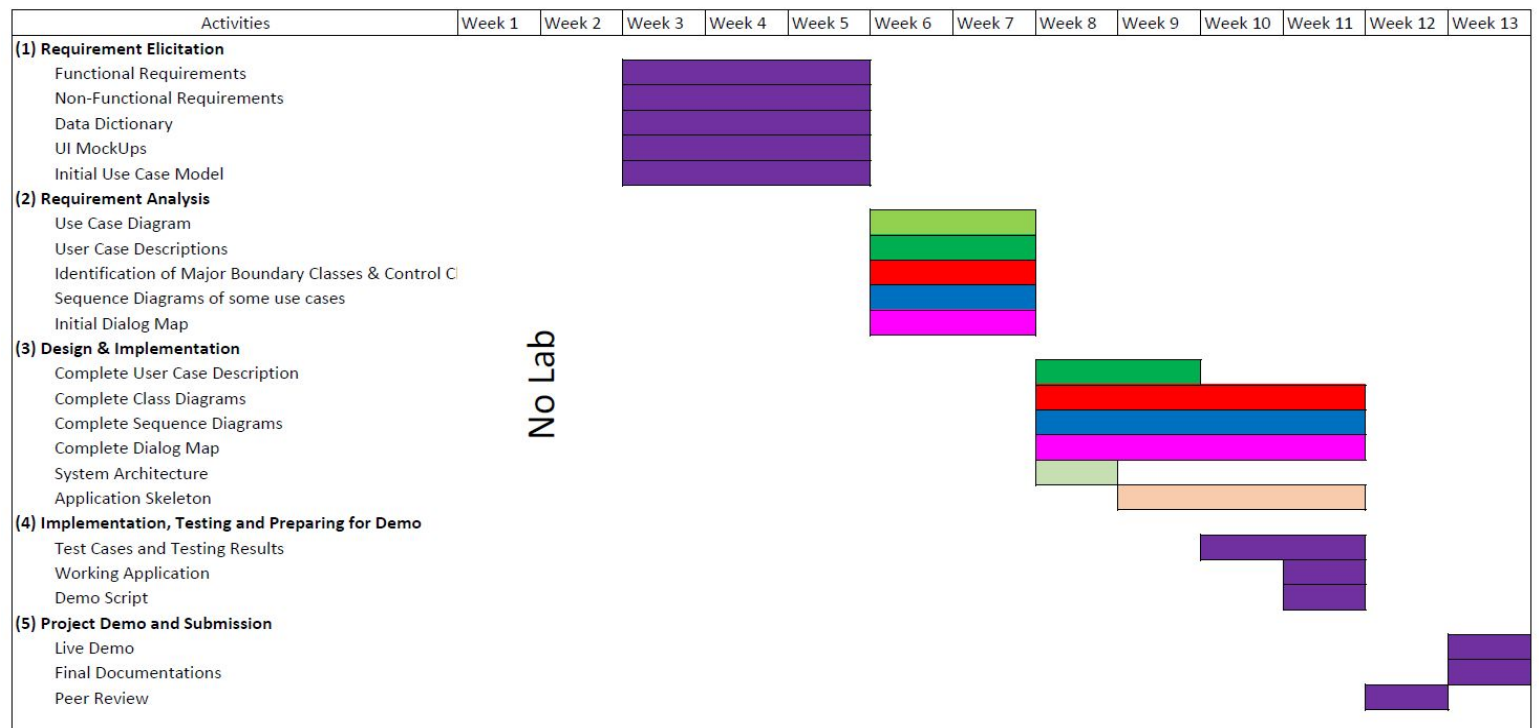 Activities Week 1 Week 2 Week 3 Week 4 Week 5 Week 6 Week 7 Week 8 Week 9 Week 10 Week 11 Week 12 Week 13
(1) Requirement Elicitation
Functional Requirements
Non-Functional Requirements
Data Dictionary
UI MockUps
Initial Use Case Model
(2) Requirement Analysis
Use Case Diagram
User Case Descriptions
Identification of Major Boundary Classes & Control Cl
Sequence Diagrams of some use cases
Initial Dialog Map
(3) Design & Implementation
Complete User Case Description
Complete Class Diagrams
Complete Sequence Diagrams
Complete Dialog Map
System Architecture
Application Skeleton
(4) Implementation, Testing and Preparing for Demo
Test Cases and Testing Results
Working Application
Demo Script
(5) Project Demo and Submission
Live Demo
Final Documentations
Peer Review
No Lab